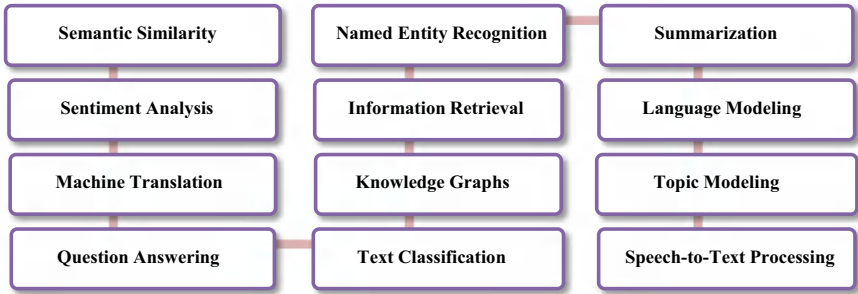 Semantic Similarity
Sentiment Analysis
Machine Translation
Question Answering
Text Classification
Knowledge Graphs
Information Retrieval
Named Entity Recognition
Summarization
Language Modeling
Topic Modeling
Speech-to-Text Processing